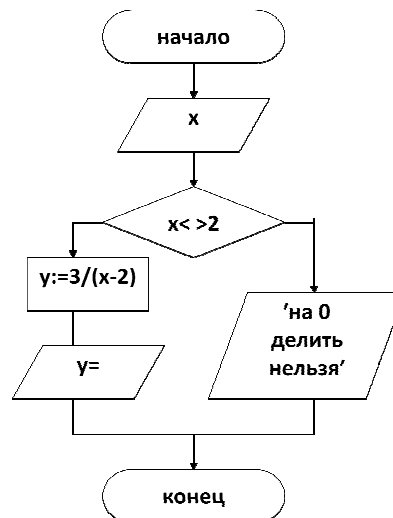 начало
x
x< >2
y:=3/(x-2)
y=
'на 0
делить
нельзя'
конец